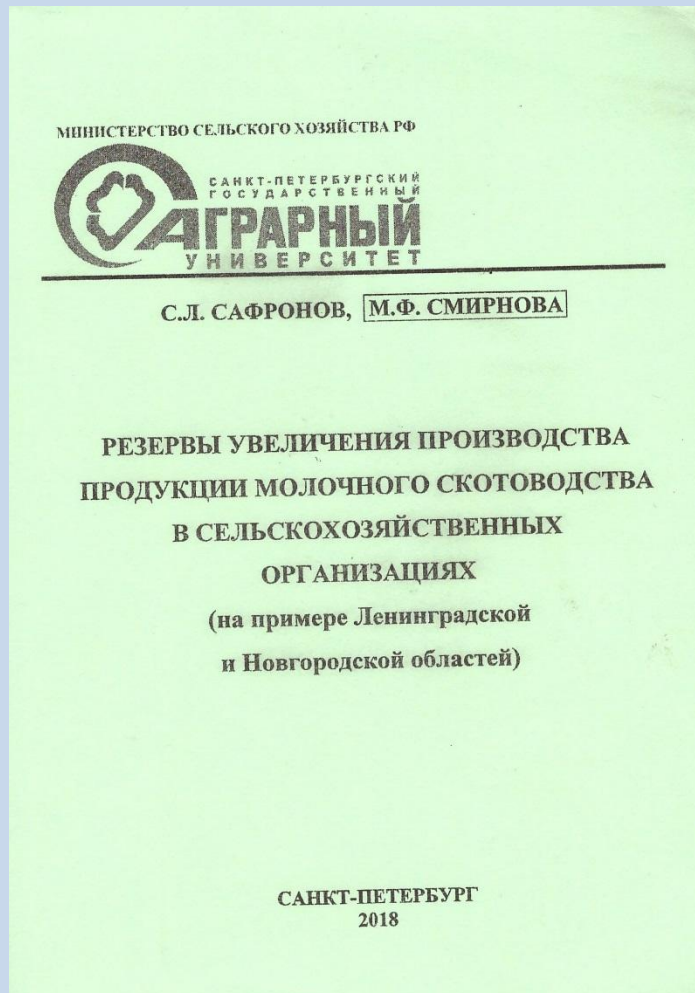 МИНИСТЕРСТВО СЕЛЬСКОГО ХОЗЯЙСТВА РФ
САНКТ-ПЕТЕРБУРГСКИЙ
ГОСУДАРСТВЕННЫЙ
АГРАРНЫЙ
УНИВЕРСИТЕТ
С.Л. САФРОНОВ, М.Ф. СМИРНОВА
РЕЗЕРВЫ УВЕЛИЧЕНИЯ ПРОИЗВОДСТВА
ПРОДУКЦИИ МОЛОЧНОГО СКОТОВОДСТВА
В СЕЛЬСКОХОЗЯЙСТВЕННЫХ
ОРГАНИЗАЦИЯХ
(на примере Ленинградской
и Новгородской областей)
САНКТ-ПЕТЕРБУРГ
2018